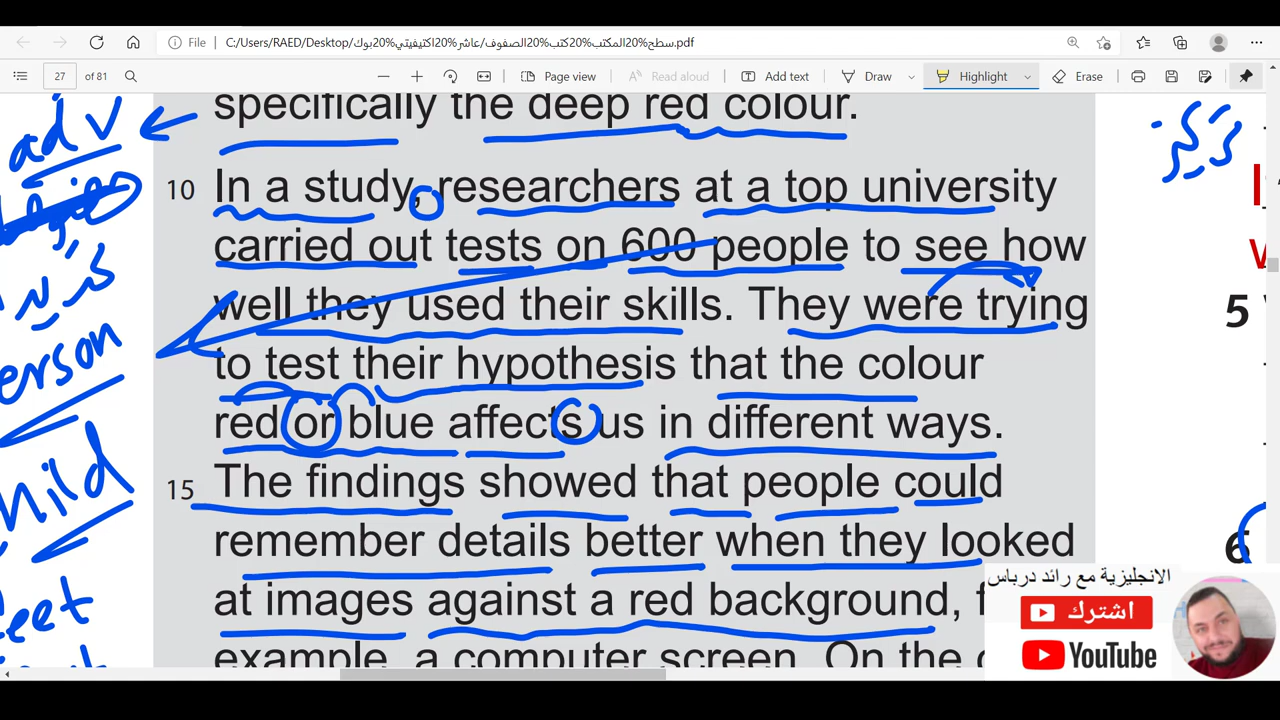 File C:/Users/RAED/Desktop/سطح%20المكتب%20كتب%20الصفوف/عاشر%20اكتيفيتي%20بوك.pdf
27 of 81 Page view Read aloud Add text Draw Highlight Erase
specifically the deep red colour.
adv
10 In a study, researchers at a top university
carried out tests on 600 people to see how
well they used their skills. They were trying
5
to test their hypothesis that the colour
erson
red or blue affects us in different ways.
15 The findings showed that people could
hild
remember details better when they looked
6
at images against a red background, f
eet
example, a computer screen. On the
الانجليزية مع رائد درباس
اشترك
YouTube